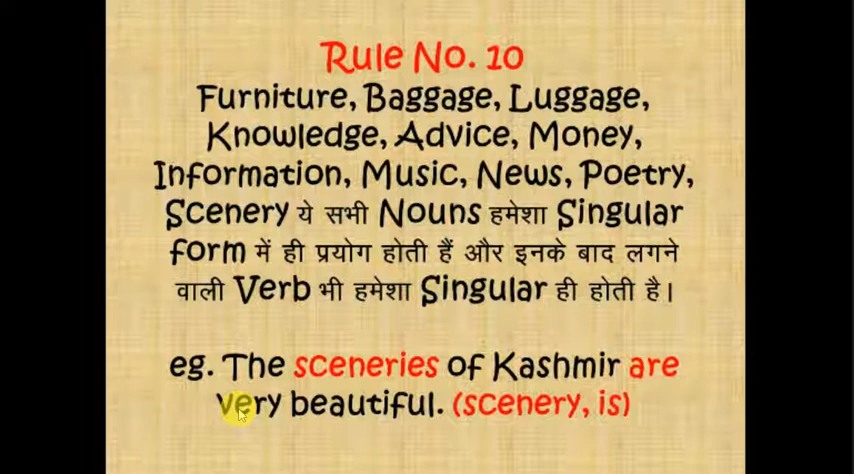 Rule No. 10
Furniture, Baggage, Luggage,
Knowledge, Advice, Money,
Information, Music, News, Poetry,
Scenery ये सभी Nouns हमेशा Singular
form में ही प्रयोग होती हैं और इनके बाद लगने
वाली Verb भी हमेशा Singular ही होती है।
eg. The sceneries of Kashmir are
very beautiful. (scenery, is)